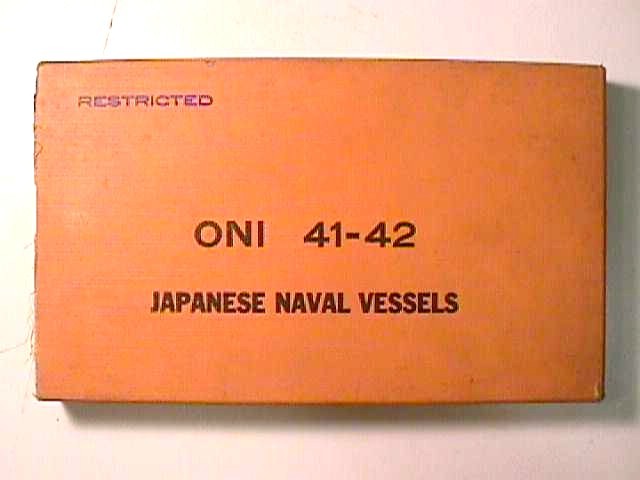 RESTRICTED
ONI 41-42
JAPANESE NAVAL VESSELS